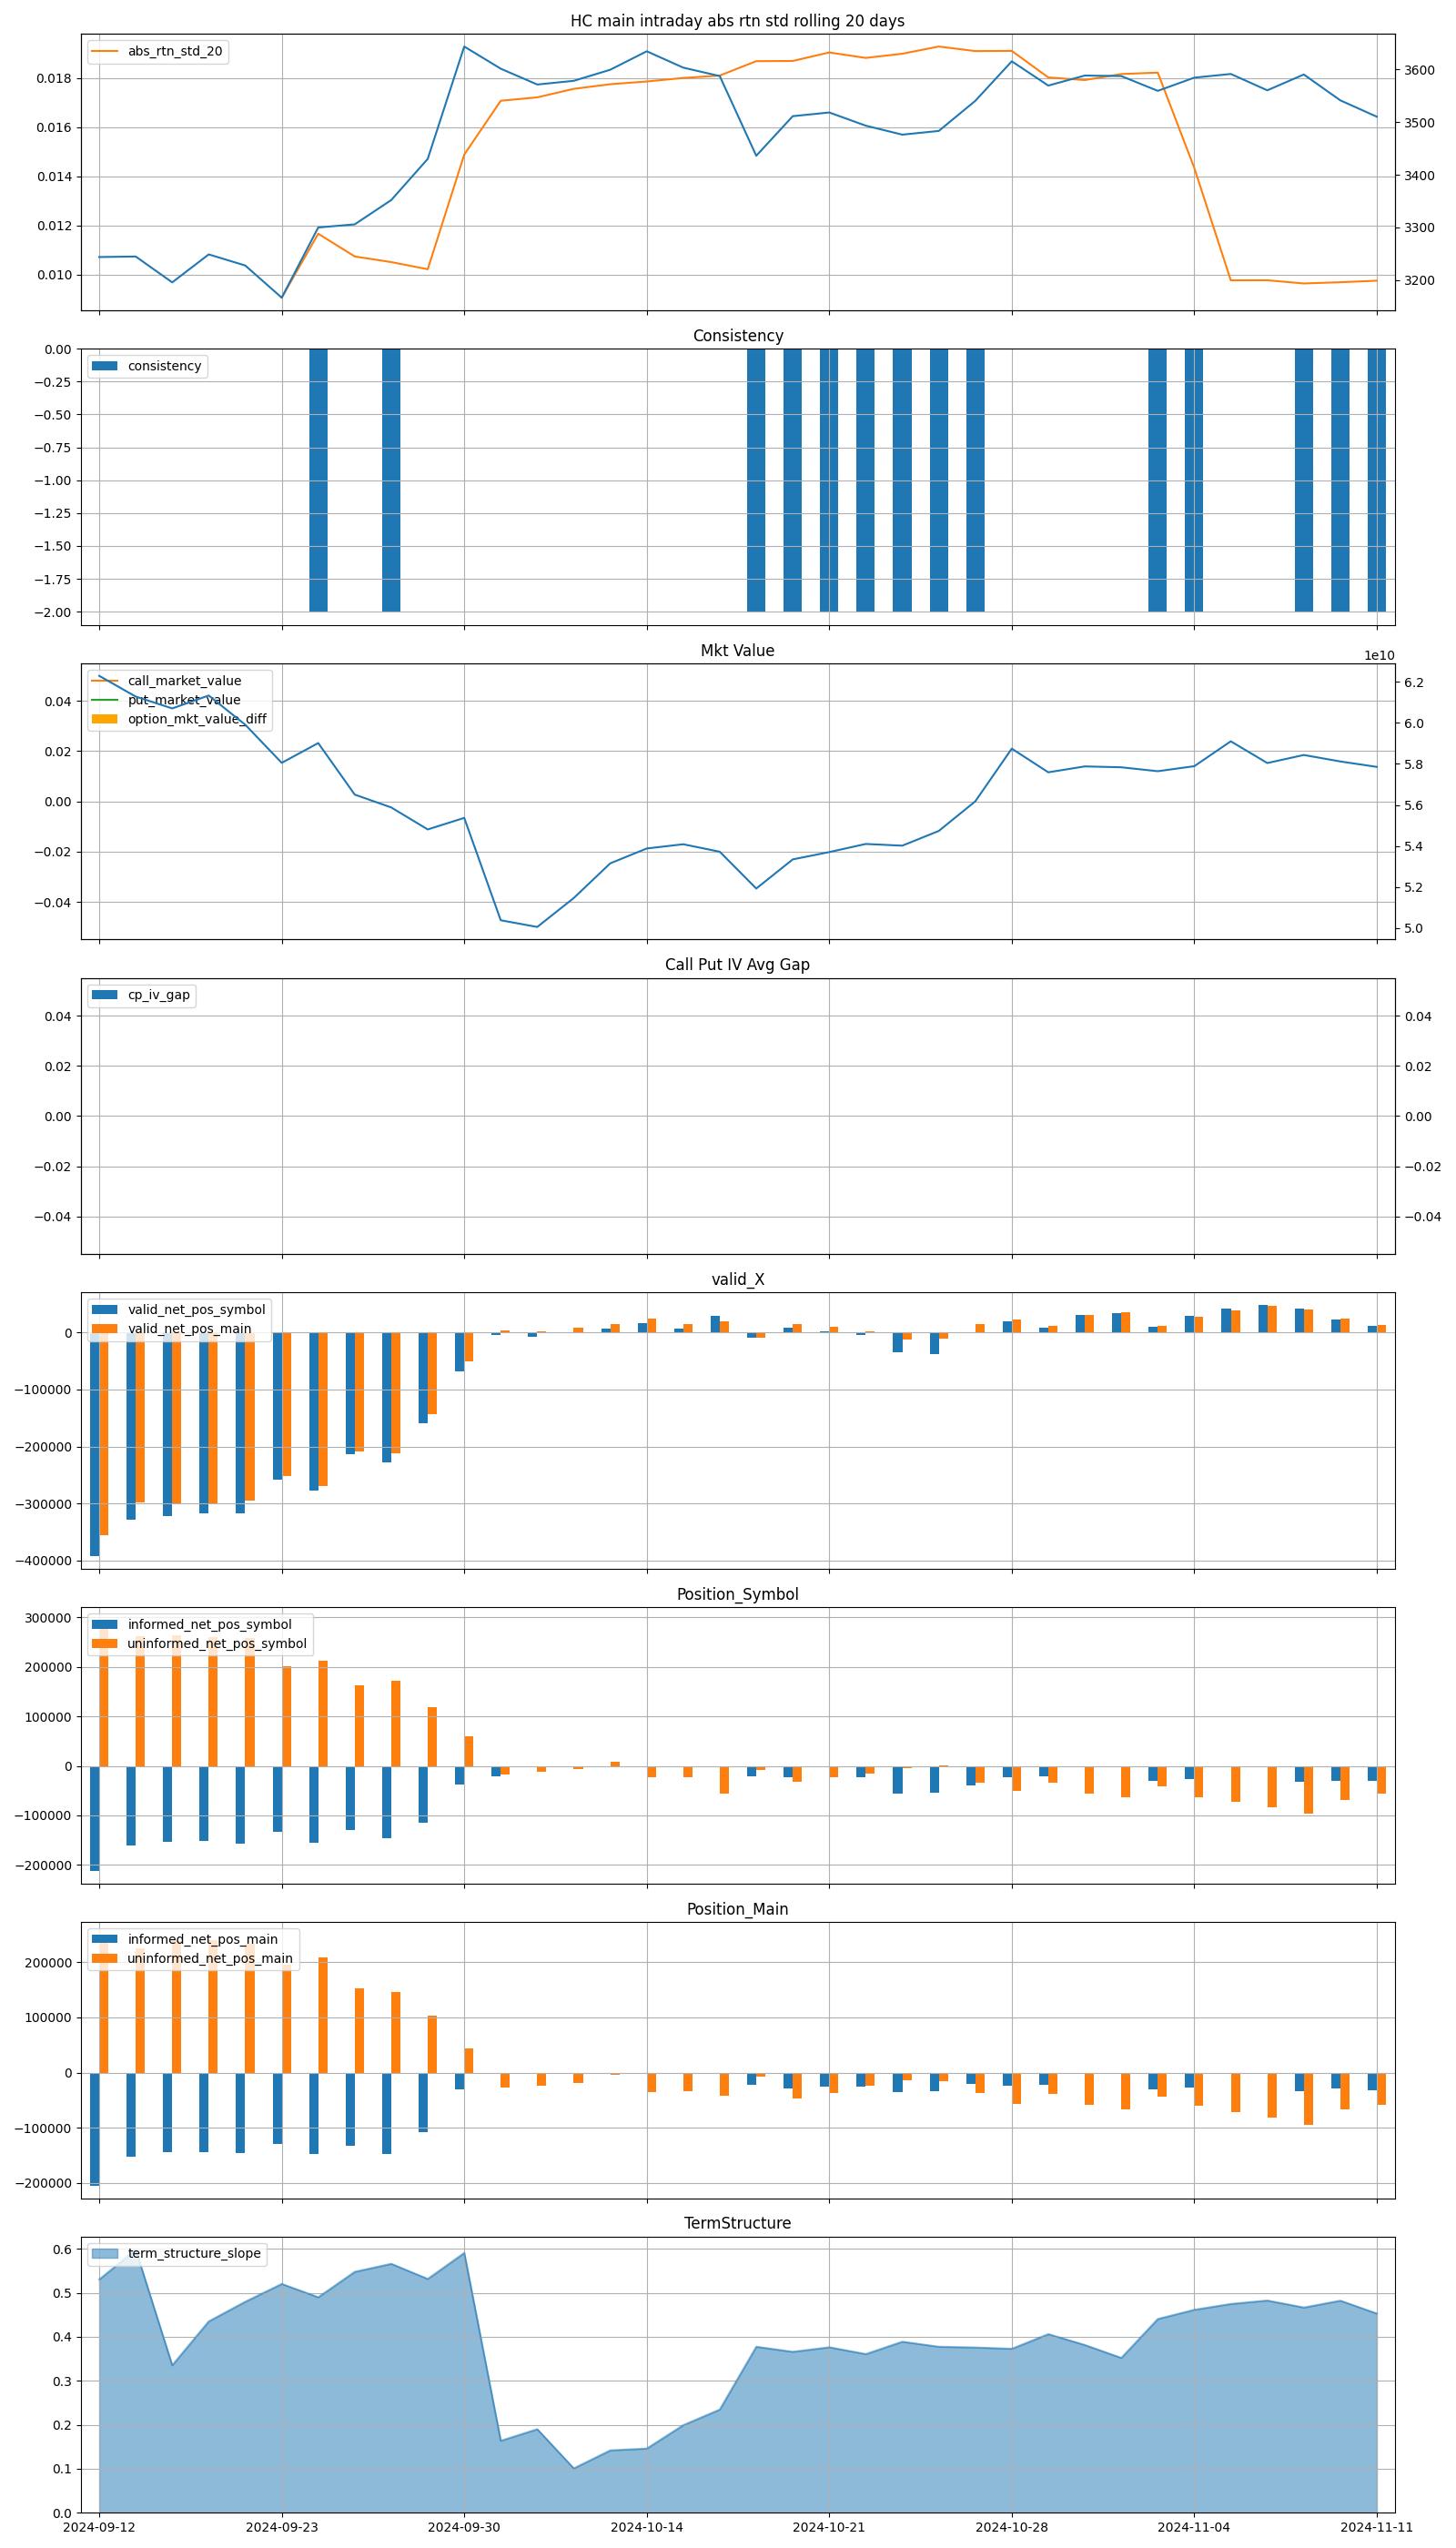 HC main intraday abs rtn std rolling 20 days
abs_rtn_std_20
0.018
0.016
0.014
0.012
0.010
3600
3500
3400
3300
3200
Consistency
consistency
0.00
−0.25
−0.50
−0.75
−1.00
−1.25
−1.50
−1.75
−2.00
Mkt Value
1e10
call_market_value
put_market_value
option_mkt_value_diff
0.04
0.02
0.00
−0.02
−0.04
6.2
6.0
5.8
5.6
5.4
5.2
5.0
Call Put IV Avg Gap
cp_iv_gap
0.04
0.02
0.00
−0.02
−0.04
0.04
0.02
0.00
−0.02
−0.04
valid_X
valid_net_pos_symbol
valid_net_pos_main
0
−100000
−200000
−300000
−400000
Position_Symbol
informed_net_pos_symbol
uninformed_net_pos_symbol
300000
200000
100000
0
−100000
−200000
Position_Main
informed_net_pos_main
uninformed_net_pos_main
200000
100000
0
−100000
−200000
TermStructure
term_structure_slope
0.6
0.5
0.4
0.3
0.2
0.1
0.0
2024-09-12 2024-09-23 2024-09-30 2024-10-14 2024-10-21 2024-10-28 2024-11-04 2024-11-11